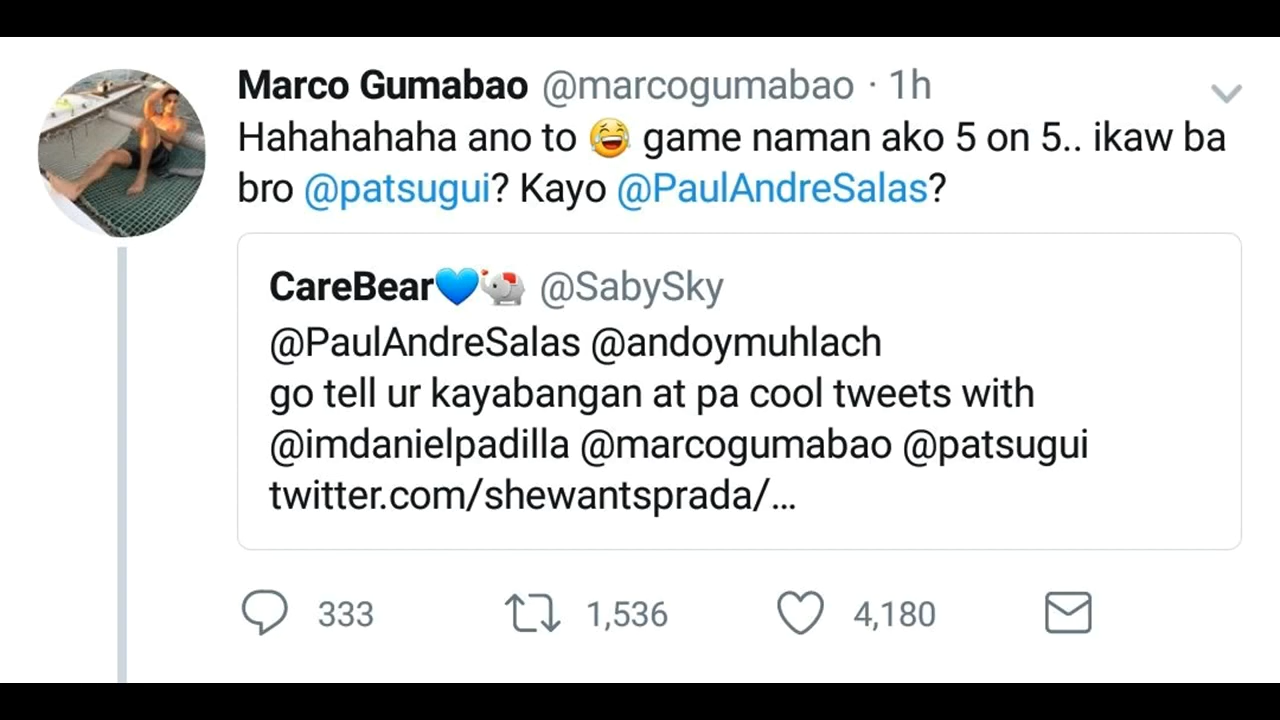 Marco Gumabao @marcogumabao · 1h
Hahahahaha ano to 😂 game naman ako 5 on 5.. ikaw ba
bro @patsugui? Kayo @PaulAndreSalas?
CareBear💙🐘 @SabySky
@PaulAndreSalas @andoymuhlach
go tell ur kayabangan at pa cool tweets with
@imdanielpadilla @marcogumabao @patsugui
twitter.com/shewantsprada/...
333 1,536 4,180